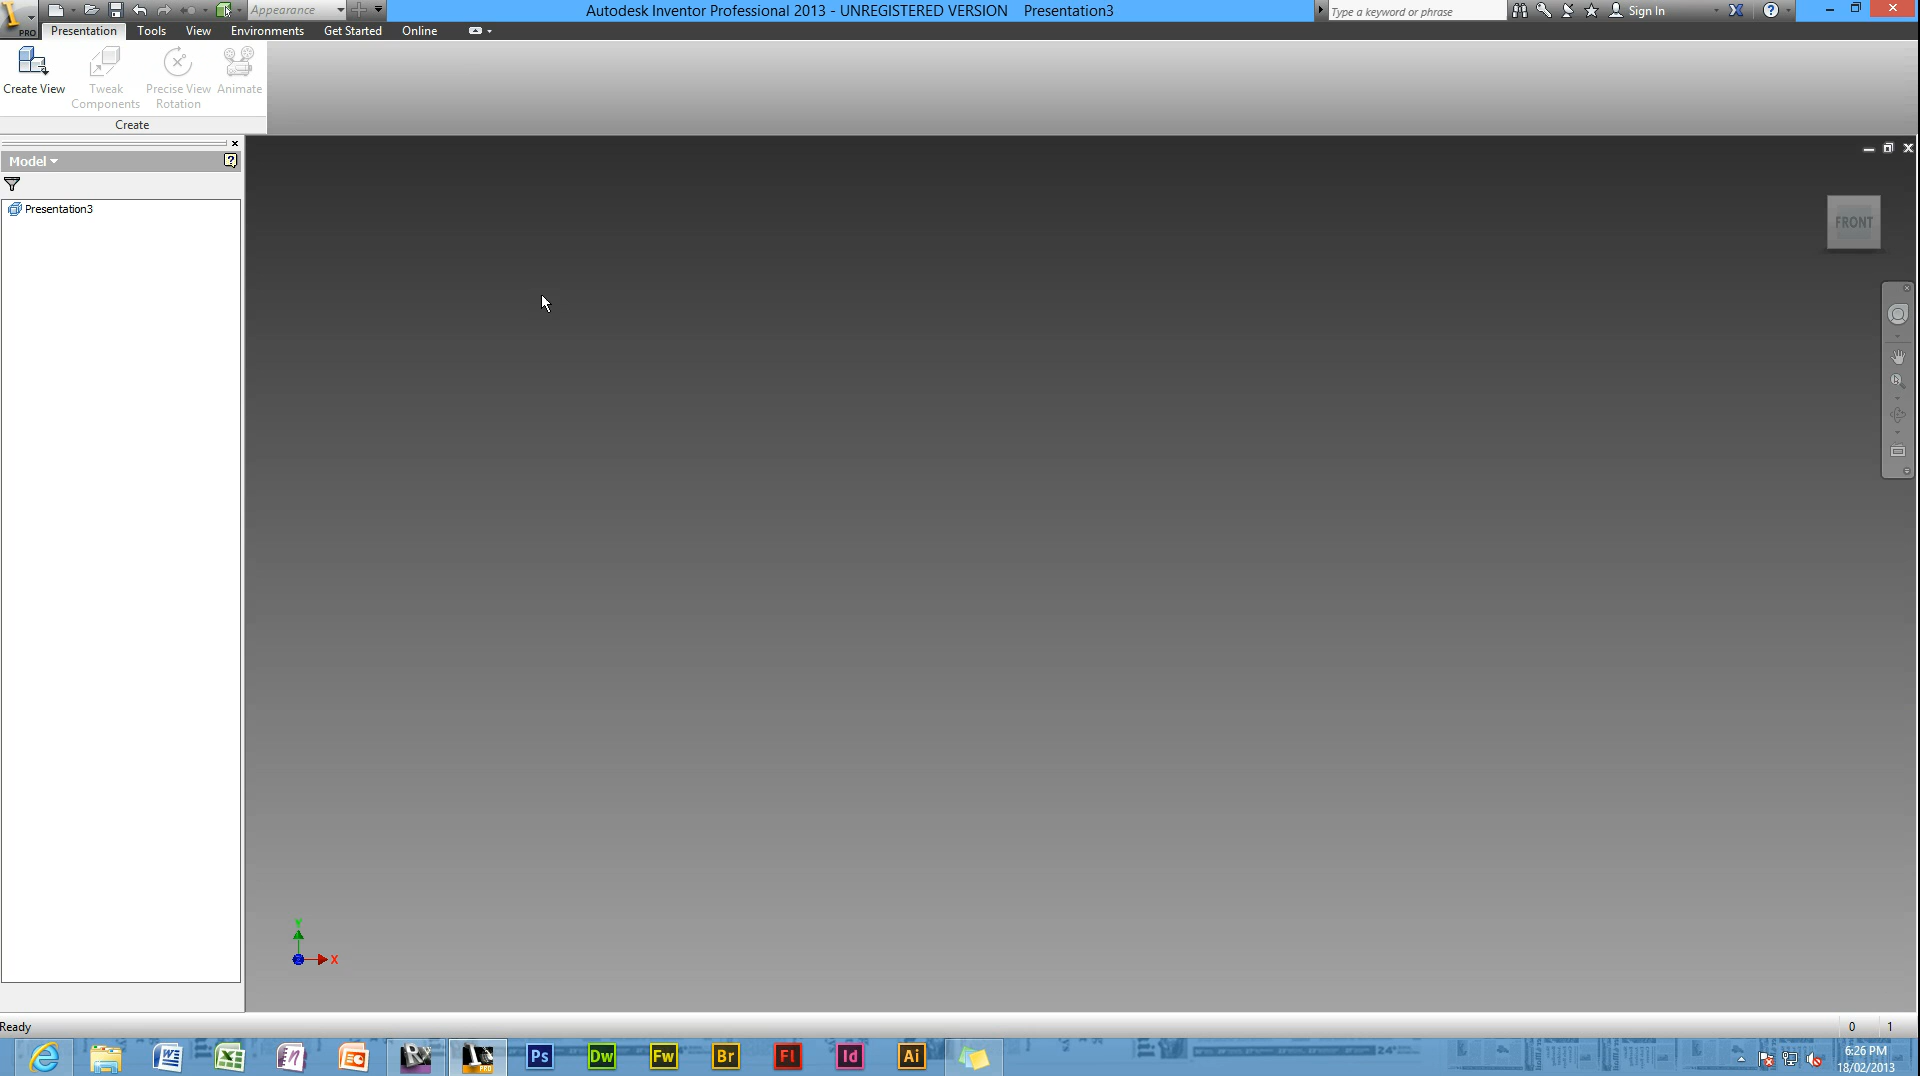 Appearance
Autodesk Inventor Professional 2013 - UNREGISTERED VERSION Presentation3
Type a keyword or phrase
Sign In
PRO
Presentation Tools View Environments Get Started Online
Create View
Tweak Components
Precise View Rotation
Animate
Create
Model
Presentation3
FRONT
Y
X
Ready
0 1
Ps Dw Fw Br Fl Id Ai
6:26 PM
18/02/2013